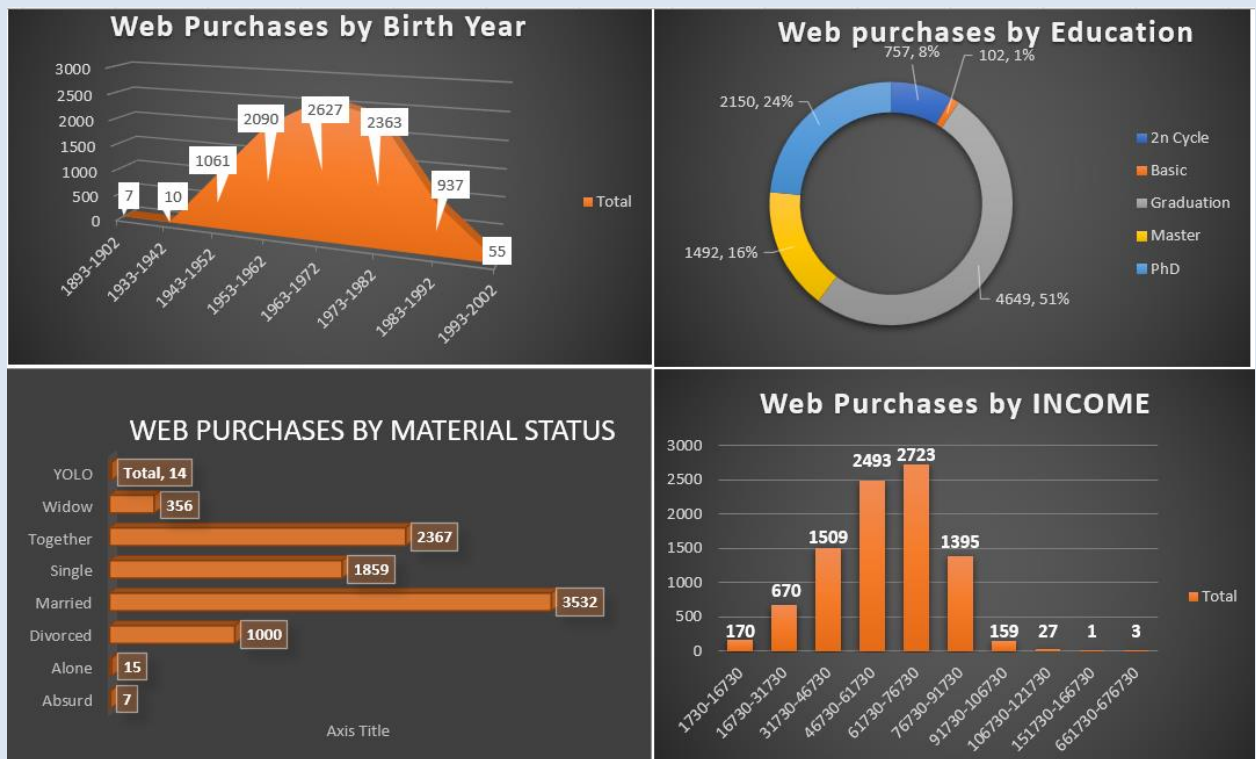 Web Purchases by Birth Year
3000
2500
2000
1500
1000
500
0
7
10
1061
2090
2627
2363
937
55
Total
1893-1902
1933-1942
1943-1952
1953-1962
1963-1972
1973-1982
1983-1992
1993-2002
Web purchases by Education
757, 8%
102, 1%
2150, 24%
1492, 16%
4649, 51%
2n Cycle
Basic
Graduation
Master
PhD
WEB PURCHASES BY MATERIAL STATUS
YOLO
Total, 14
Widow
356
Together
2367
Single
1859
Married
3532
Divorced
1000
Alone
15
Absurd
7
Axis Title
Web Purchases by INCOME
3000
2500
2000
1500
1000
500
0
170
670
1509
2493
2723
1395
159
27
1
3
Total
1730-16730
16730-31730
31730-46730
46730-61730
61730-76730
76730-91730
91730-106730
106730-121730
151730-166730
661730-676730